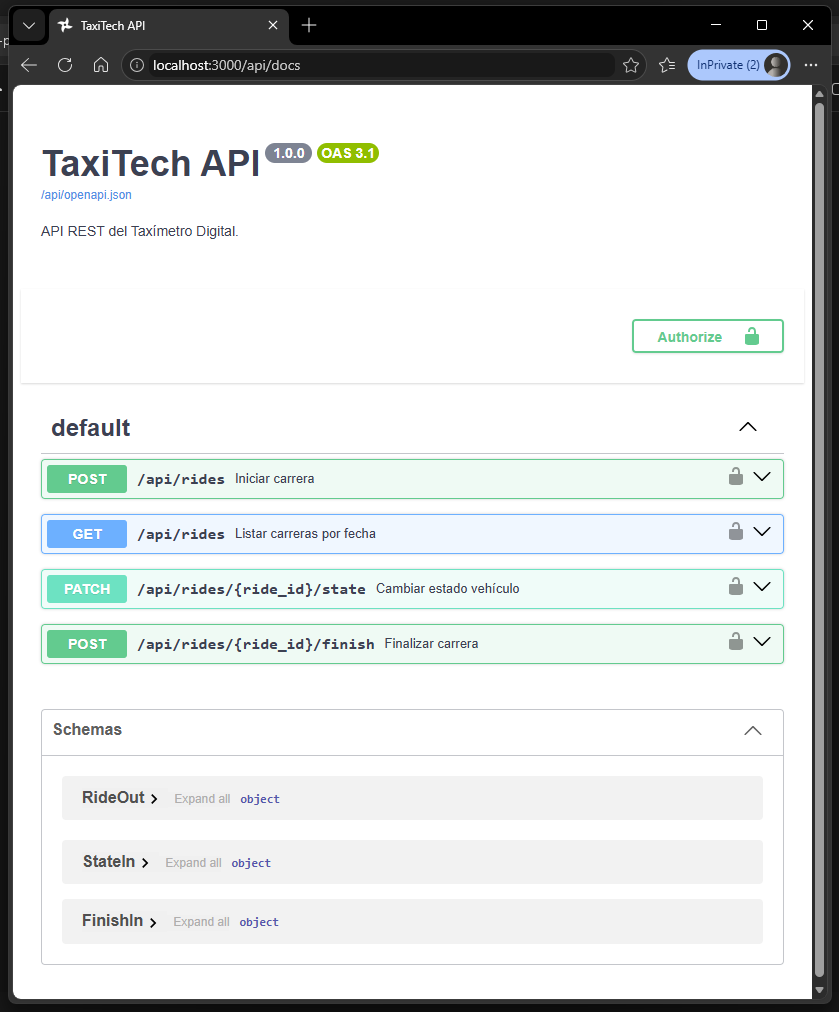 TaxiTech API
localhost:3000/api/docs
InPrivate (2)
TaxiTech API 1.0.0 OAS 3.1
/api/openapi.json
API REST del Taxímetro Digital.
Authorize
default
POST /api/rides Iniciar carrera
GET /api/rides Listar carreras por fecha
PATCH /api/rides/{ride_id}/state Cambiar estado vehículo
POST /api/rides/{ride_id}/finish Finalizar carrera
Schemas
RideOut Expand all object
StateIn Expand all object
FinishIn Expand all object